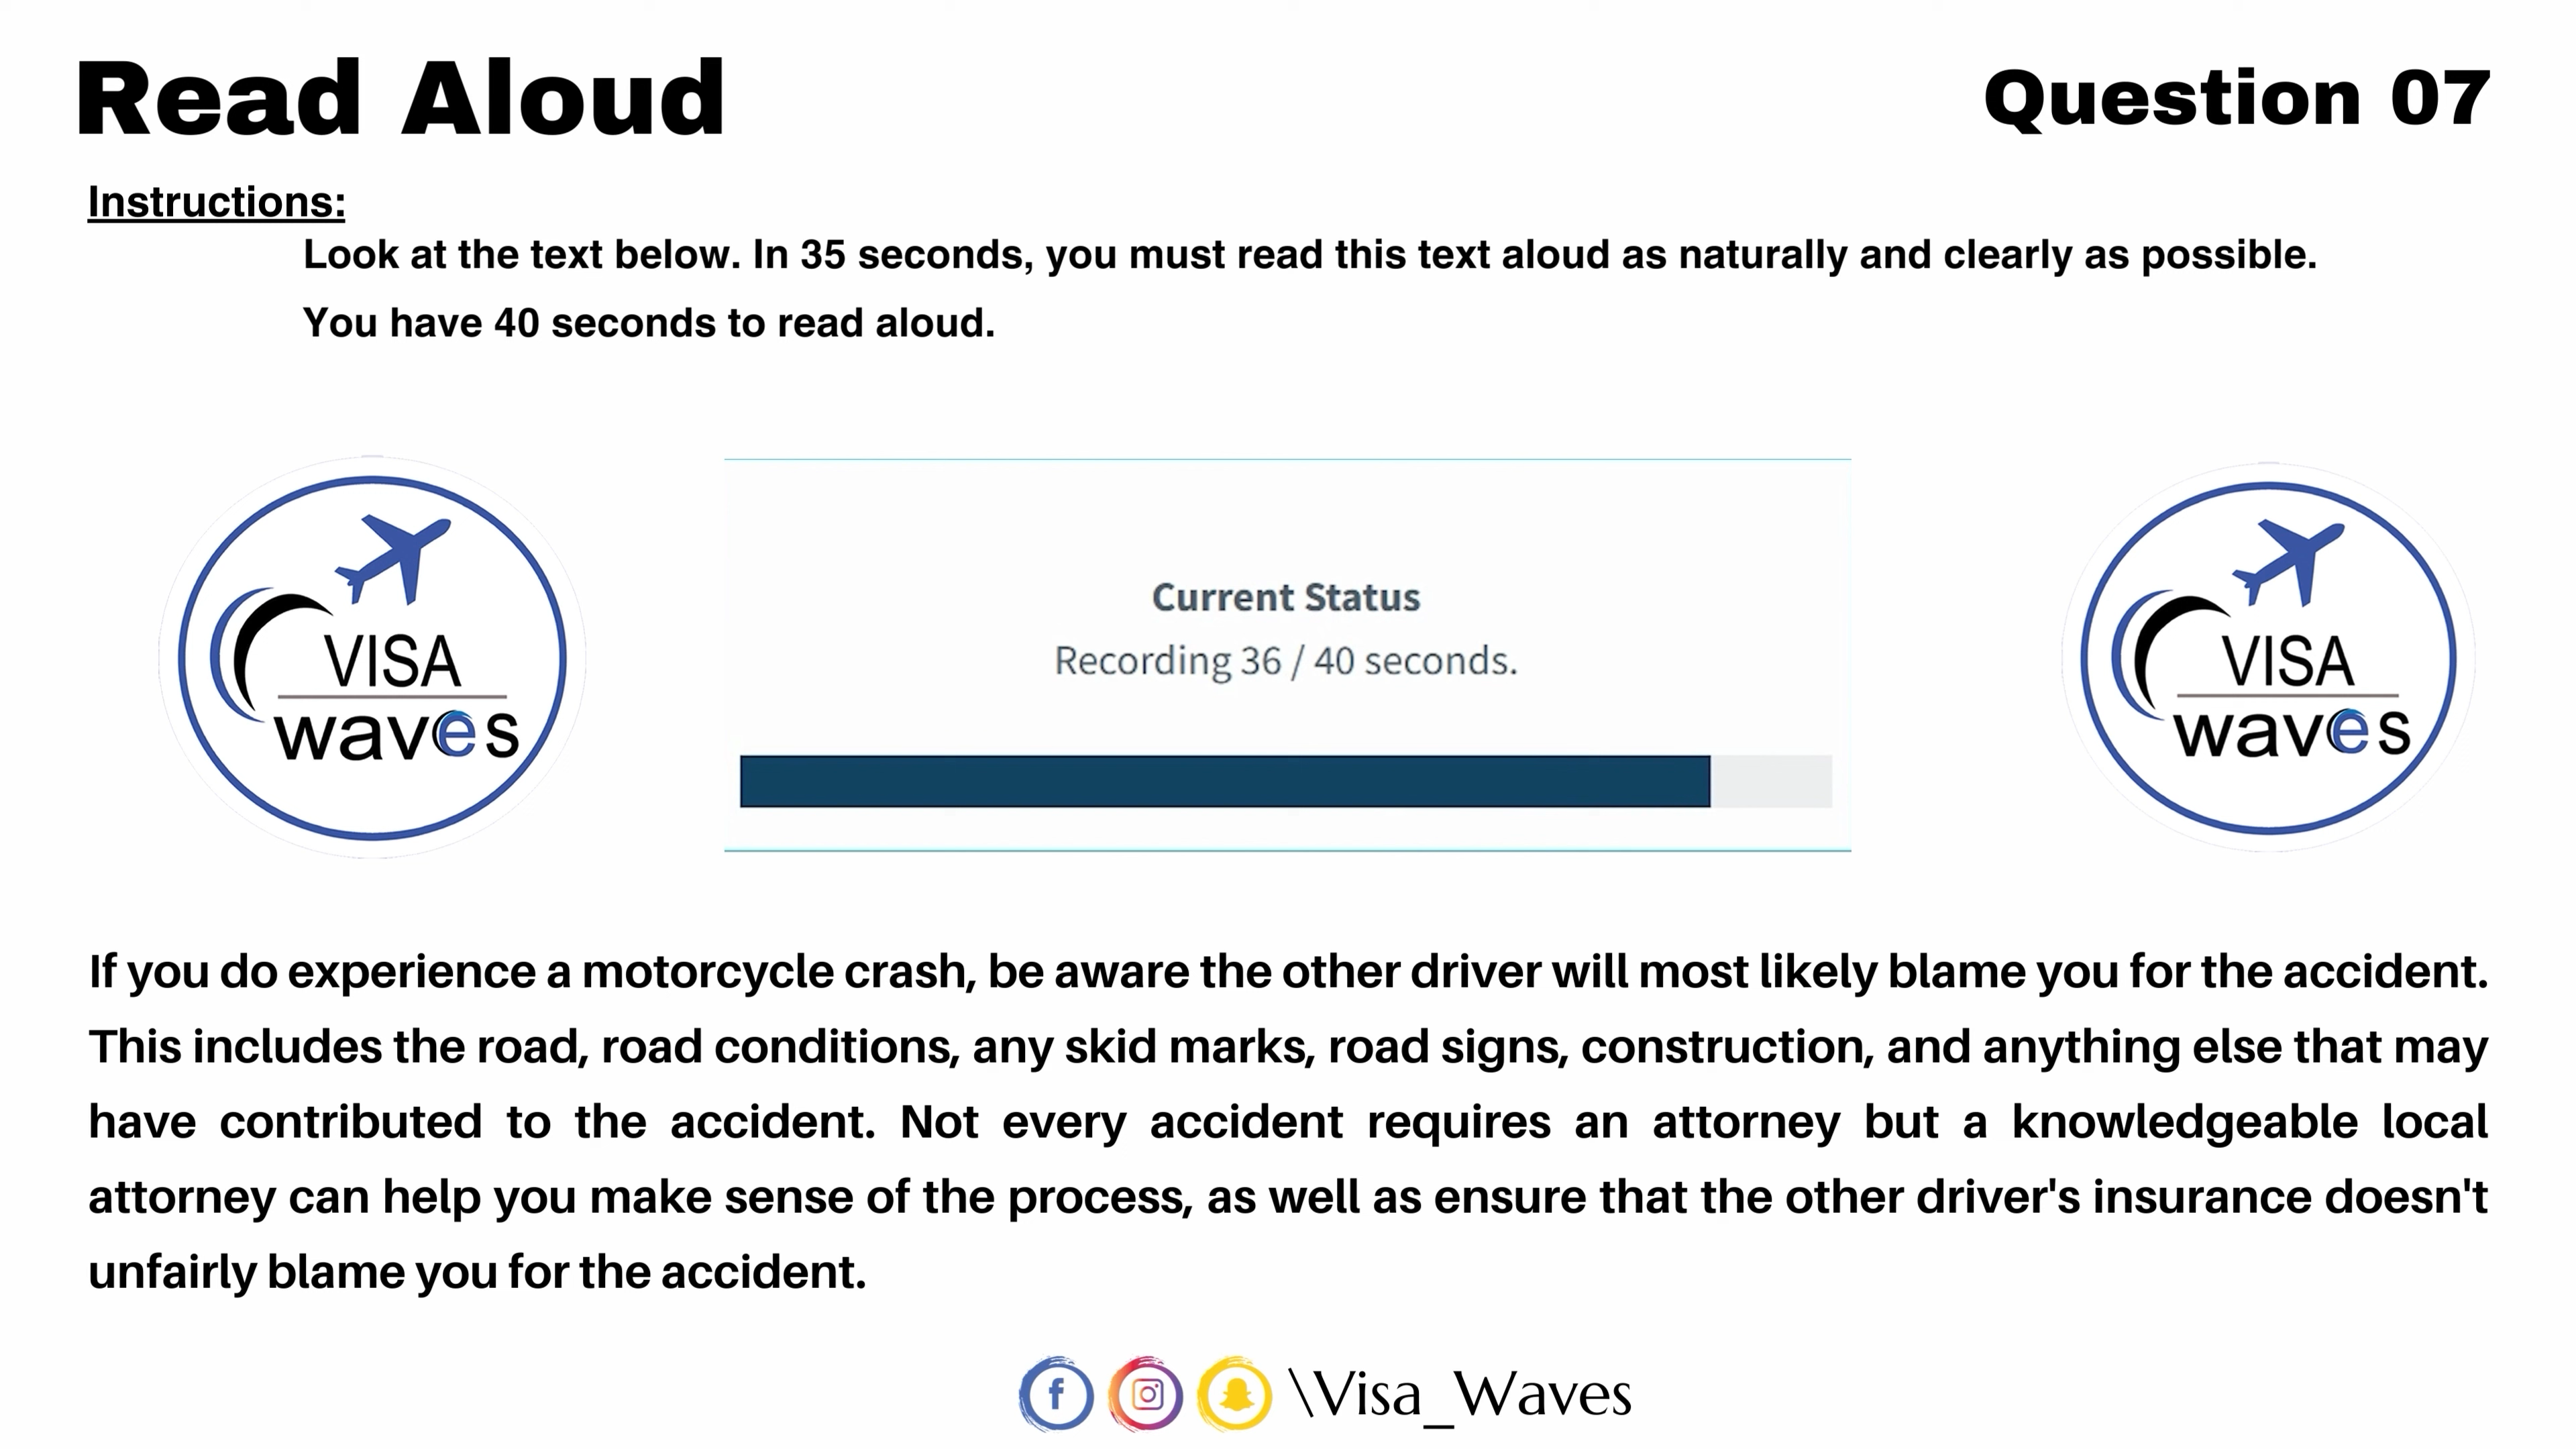 Read Aloud
Question 07
Instructions:
Look at the text below. In 35 seconds, you must read this text aloud as naturally and clearly as possible.
You have 40 seconds to read aloud.
VISA
waves
Current Status
Recording 36 / 40 seconds.
VISA
waves
If you do experience a motorcycle crash, be aware the other driver will most likely blame you for the accident.
This includes the road, road conditions, any skid marks, road signs, construction, and anything else that may
have contributed to the accident. Not every accident requires an attorney but a knowledgeable local
attorney can help you make sense of the process, as well as ensure that the other driver's insurance doesn't
unfairly blame you for the accident.
\Visa_Waves